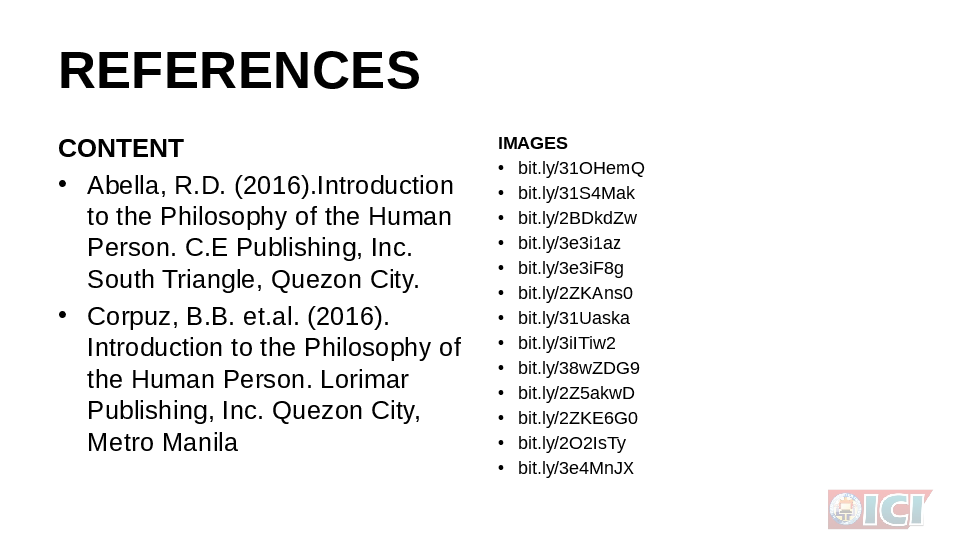 REFERENCES
CONTENT
• Abella, R.D. (2016).Introduction
to the Philosophy of the Human
Person. C.E Publishing, Inc.
South Triangle, Quezon City.
• Corpuz, B.B. et.al. (2016).
Introduction to the Philosophy of
the Human Person. Lorimar
Publishing, Inc. Quezon City,
Metro Manila
IMAGES
• bit.ly/31OHemQ
• bit.ly/31S4Mak
• bit.ly/2BDkdZw
• bit.ly/3e3i1az
• bit.ly/3e3iF8g
• bit.ly/2ZKAns0
• bit.ly/31Uaska
• bit.ly/3iITiw2
• bit.ly/38wZDG9
• bit.ly/2Z5akwD
• bit.ly/2ZKE6G0
• bit.ly/2O2IsTy
• bit.ly/3e4MnJX
ICI